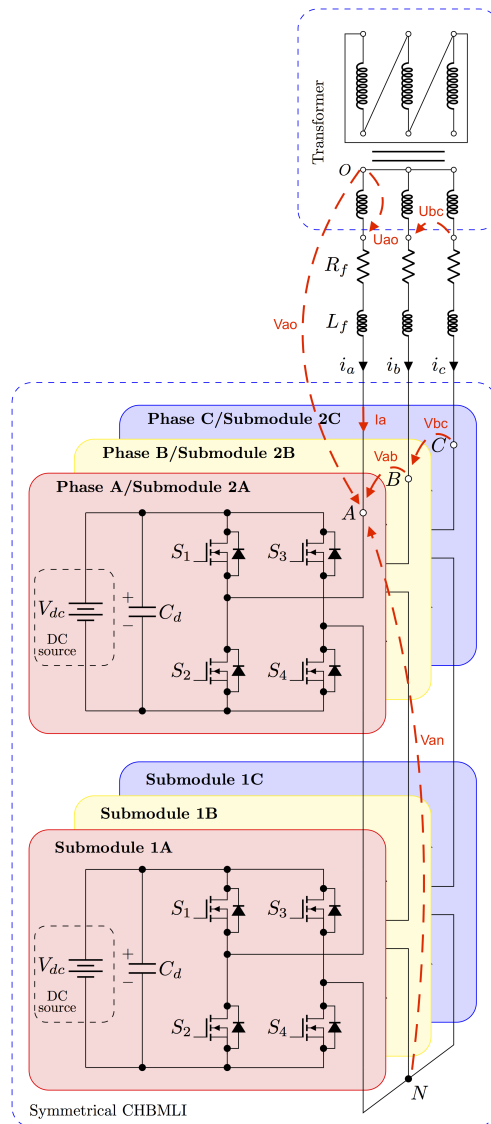 Transformer
O
Ubc
Uao
R_f
Vao
L_f
i_a
i_b
i_c
Phase C/Submodule 2C
Ia
Vbc
C
Phase B/Submodule 2B
Vab
B
Phase A/Submodule 2A
A
S_1
S_3
V_dc
+
−
C_d
DC
source
S_2
S_4
Van
Submodule 1C
Submodule 1B
Submodule 1A
S_1
S_3
V_dc
+
−
C_d
DC
source
S_2
S_4
N
Symmetrical CHBMLI